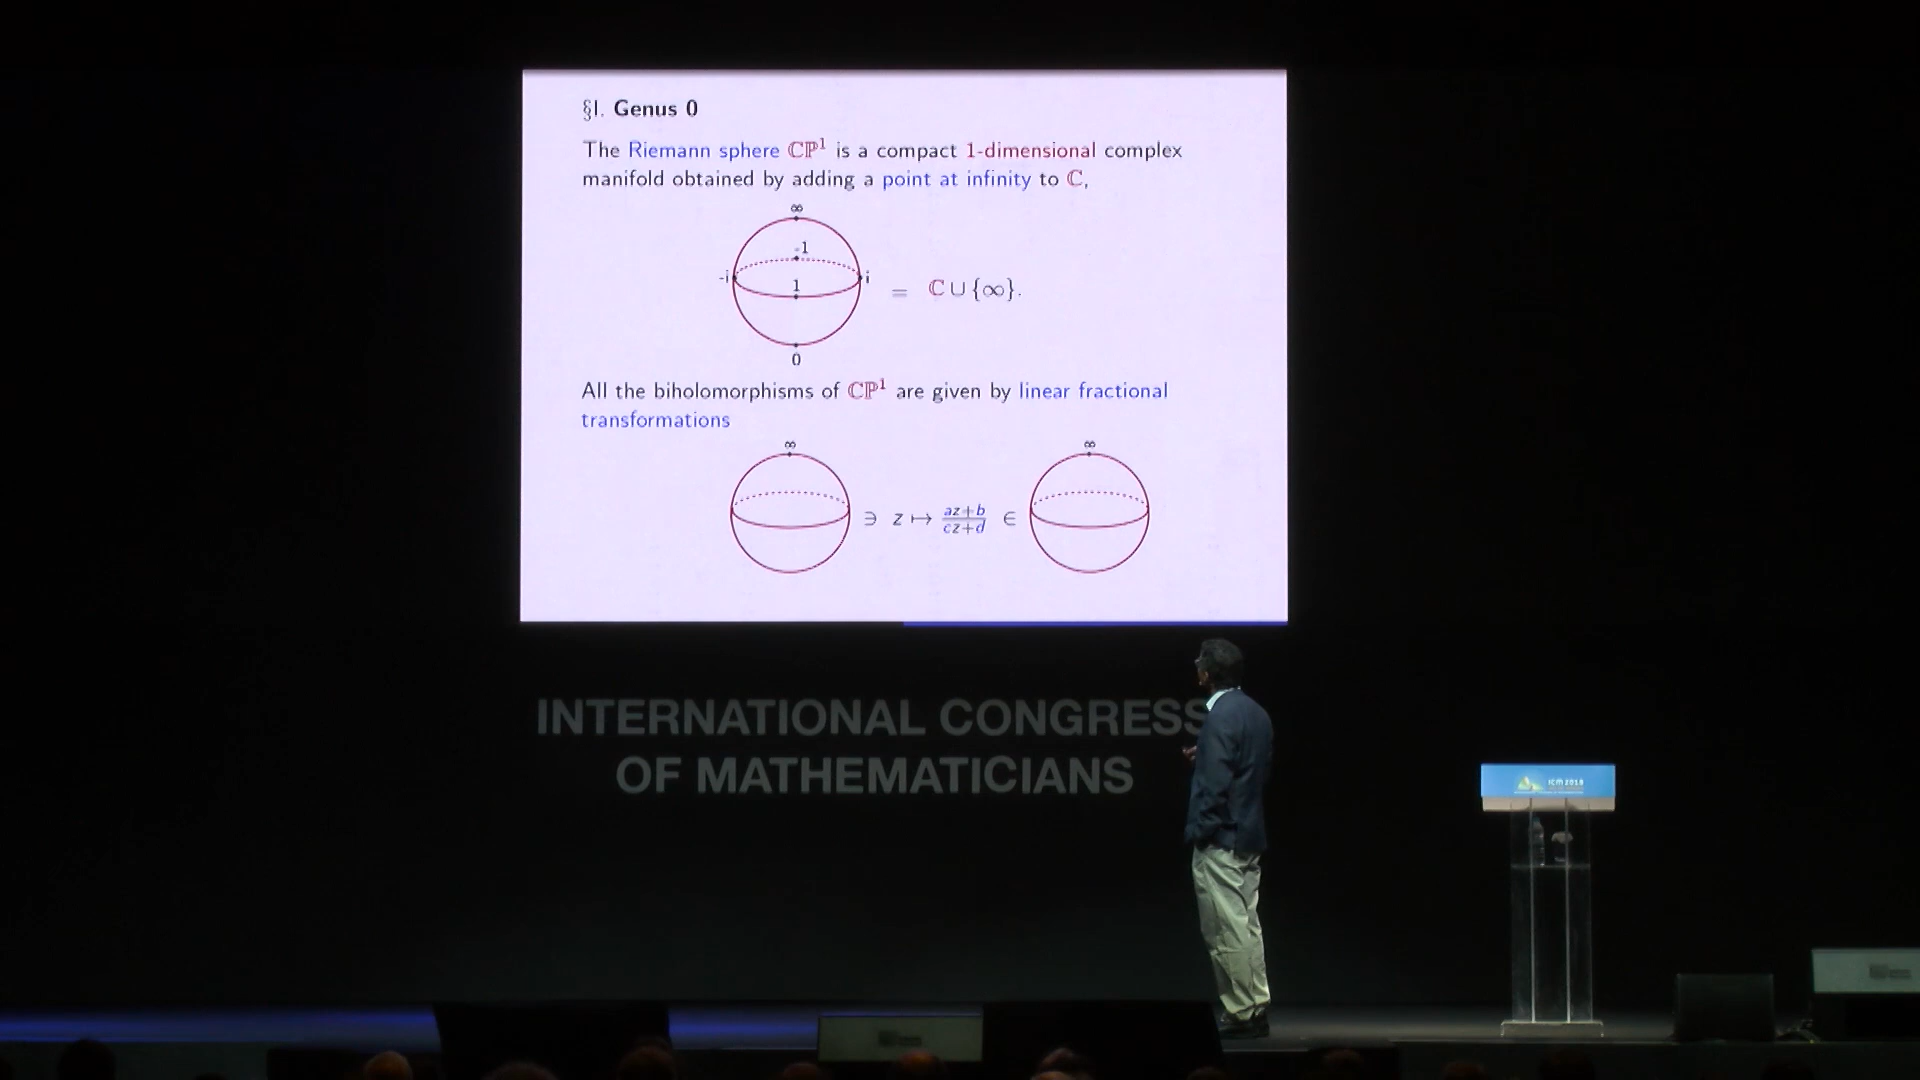 §I. Genus 0
The Riemann sphere ℂℙ¹ is a compact 1-dimensional complex
manifold obtained by adding a point at infinity to ℂ,
∞
-1
-i
i
1
= ℂ ∪ {∞}.
0
All the biholomorphisms of ℂℙ¹ are given by linear fractional
transformations
∞ ∞
∋ z ↦ az+b / cz+d ∈
INTERNATIONAL CONGRESS
OF MATHEMATICIANS
ICM 2018